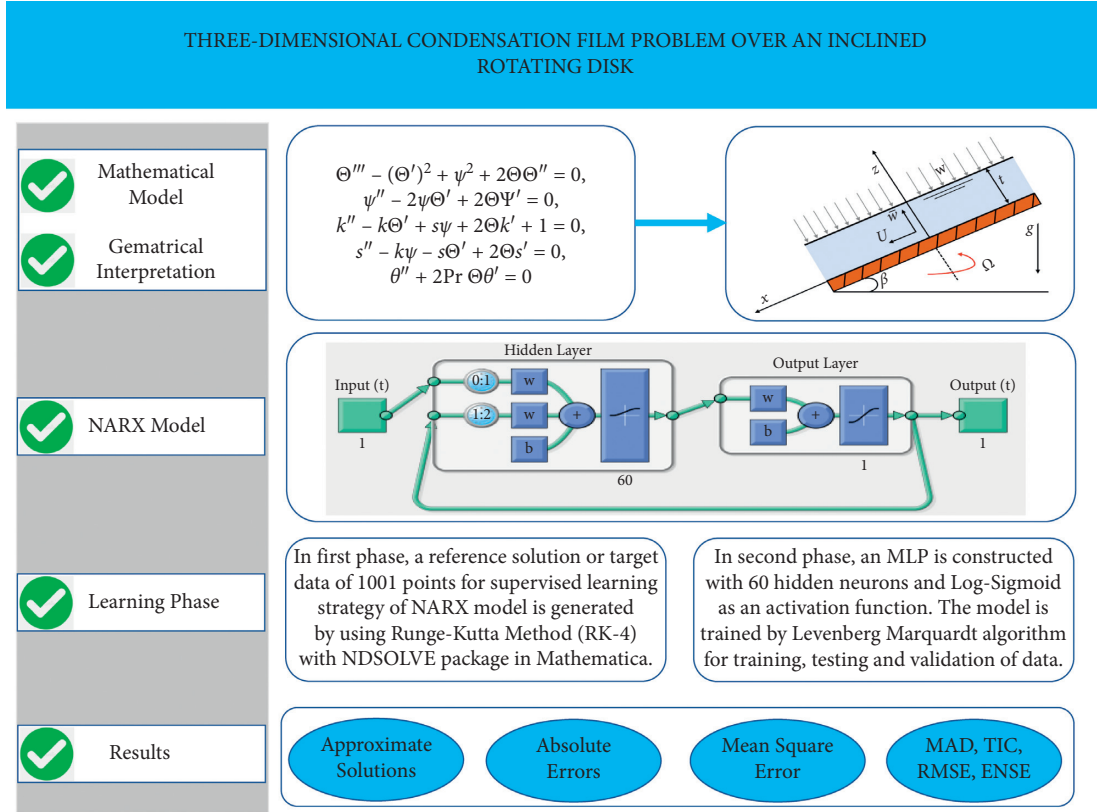 THREE-DIMENSIONAL CONDENSATION FILM PROBLEM OVER AN INCLINED
ROTATING DISK
Mathematical
Model
Gematrical
Interpretation
Θ′′′ − (Θ′)² + ψ² + 2ΘΘ′′ = 0,
ψ′′ − 2ψΘ′ + 2ΘΨ′ = 0,
k′′ − kΘ′ + sψ + 2Θk′ + 1 = 0,
s′′ − kψ − sΘ′ + 2Θs′ = 0,
θ′′ + 2Pr Θθ′ = 0
z
w
t
w
U
g
Ω
β
x
NARX Model
Hidden Layer
Output Layer
Input (t)
Output (t)
0:1
w
1:2
w
+
b
w
+
b
1
60
1
1
Learning Phase
In first phase, a reference solution or target
data of 1001 points for supervised learning
strategy of NARX model is generated
by using Runge-Kutta Method (RK-4)
with NDSOLVE package in Mathematica.
In second phase, an MLP is constructed
with 60 hidden neurons and Log-Sigmoid
as an activation function. The model is
trained by Levenberg Marquardt algorithm
for training, testing and validation of data.
Results
Approximate
Solutions
Absolute
Errors
Mean Square
Error
MAD, TIC,
RMSE, ENSE